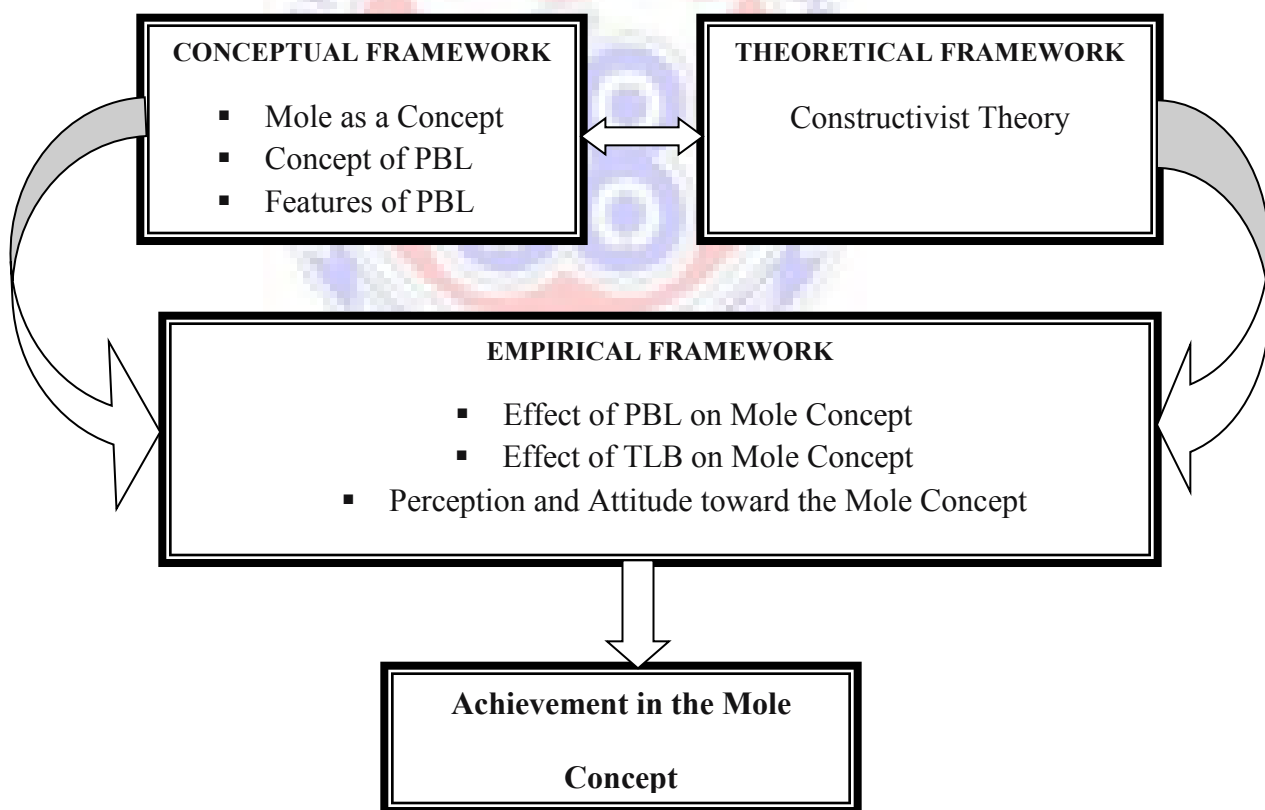 CONCEPTUAL FRAMEWORK
▪ Mole as a Concept
▪ Concept of PBL
▪ Features of PBL
THEORETICAL FRAMEWORK
Constructivist Theory
EMPIRICAL FRAMEWORK
▪ Effect of PBL on Mole Concept
▪ Effect of TLB on Mole Concept
▪ Perception and Attitude toward the Mole Concept
Achievement in the Mole
Concept